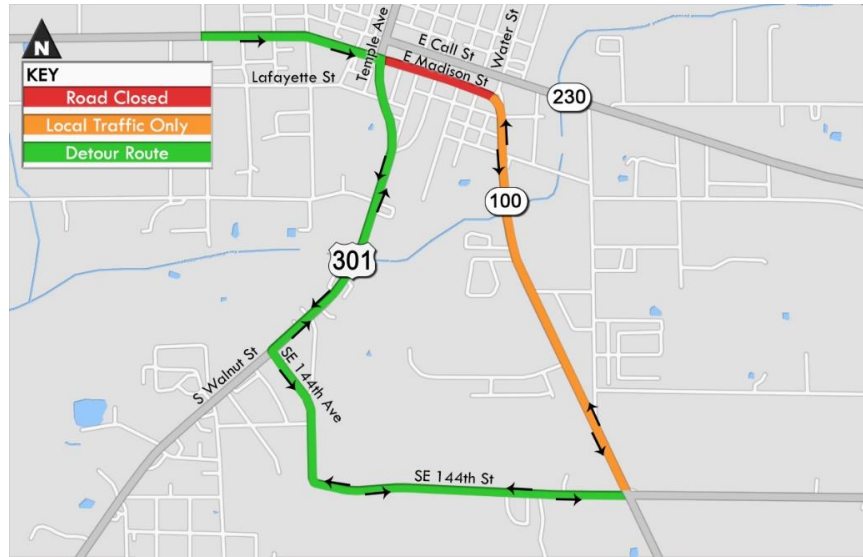 N
KEY
Road Closed
Local Traffic Only
Detour Route
Temple Ave
E Call St
Water St
E Madison St
Lafayette St
230
100
301
S Walnut St
SE 144th Ave
SE 144th St